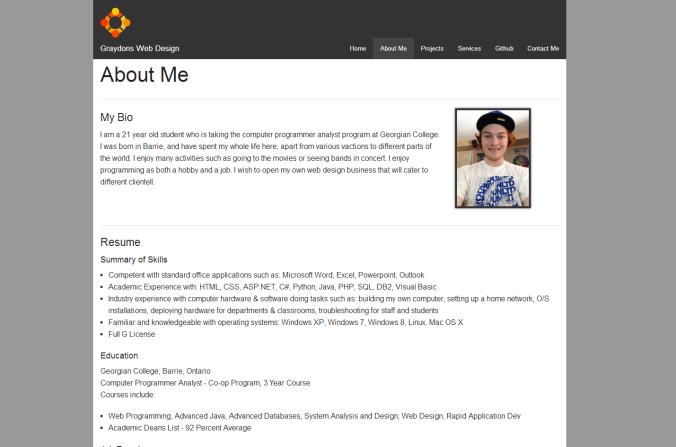 Graydons Web Design
Home About Me Projects Services Github Contact Me
About Me
My Bio
I am a 21 year old student who is taking the computer programmer analyst program at Georgian College.
I was born in Barrie, and have spent my whole life here, apart from various vactions to different parts of
the world. I enjoy many activities such as going to the movies or seeing bands in concert. I enjoy
programming as both a hobby and a job. I wish to open my own web design business that will cater to
different clientell.
UNLTD
Resume
Summary of Skills
Competent with standard office applications such as: Microsoft Word, Excel, Powerpoint, Outlook
Academic Experience with: HTML, CSS, ASP.NET, C#, Python, Java, PHP, SQL, DB2, Visual Basic
Industry experience with computer hardware & software doing tasks such as: building my own computer, setting up a home network, O/S
installations, deploying hardware for departments & classrooms, troubleshooting for staff and students
Familiar and knowledgeable with operating systems: Windows XP, Windows 7, Windows 8, Linux, Mac OS X
Full G License
Education
Georgian College, Barrie, Ontario
Computer Programmer Analyst - Co-op Program, 3 Year Course
Courses include:
Web Programming, Advanced Java, Advanced Databases, System Analysis and Design, Web Design, Rapid Application Dev
Academic Deans List - 92 Percent Average